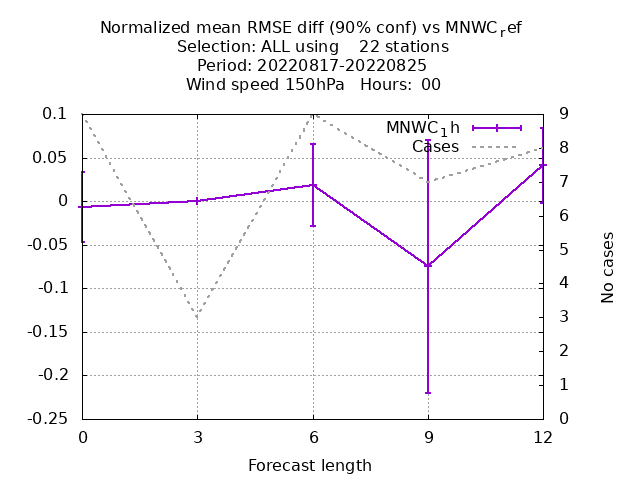 Normalized mean RMSE diff (90% conf) vs MNWC_ref
Selection: ALL using    22 stations
Period: 20220817-20220825
Wind speed 150hPa   Hours:  00
MNWC_1h
Cases
0.1
0.05
0
-0.05
-0.1
-0.15
-0.2
-0.25
9
8
7
6
5
4
3
2
1
0
No cases
0 3 6 9 12
Forecast length